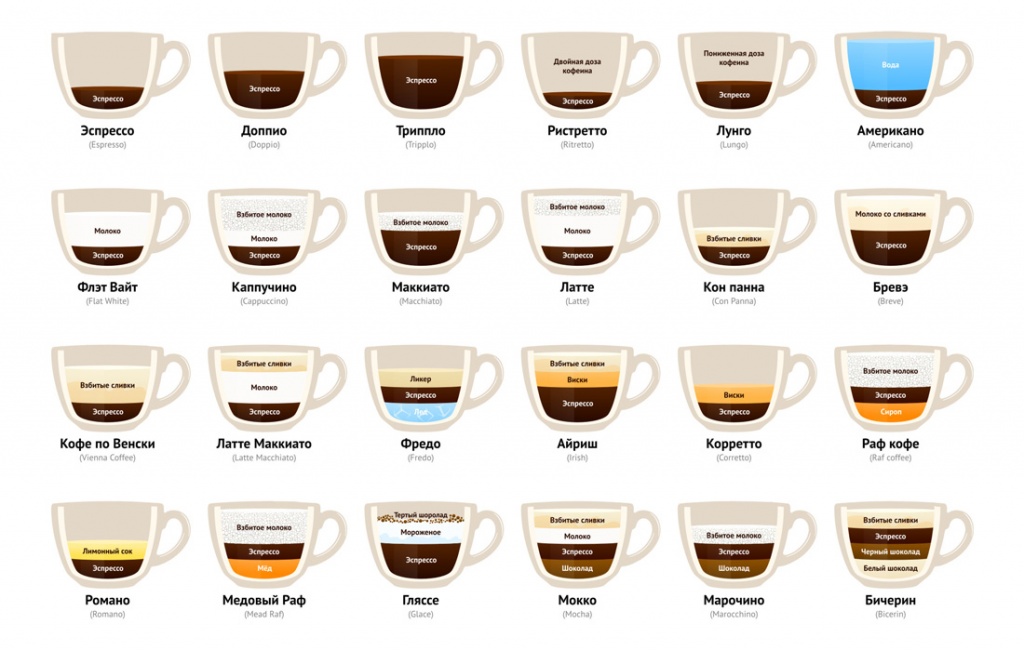 Эспрессо
Эспрессо
(Espresso)
Эспрессо
Доппио
(Doppio)
Эспрессо
Триппло
(Tripplo)
Двойная доза
кофеина
Эспрессо
Ристретто
(Ritretto)
Пониженная доза
кофеина
Эспрессо
Лунго
(Lungo)
Вода
Эспрессо
Американо
(Americano)
Молоко
Эспрессо
Флэт Вайт
(Flat White)
Взбитое молоко
Молоко
Эспрессо
Каппучино
(Cappuccino)
Взбитое молоко
Эспрессо
Маккиато
(Macchiato)
Взбитое молоко
Молоко
Эспрессо
Латте
(Latte)
Взбитые сливки
Эспрессо
Кон панна
(Con Panna)
Молоко со сливками
Эспрессо
Бревэ
(Breve)
Взбитые сливки
Эспрессо
Кофе по Венски
(Vienna Coffee)
Взбитые сливки
Молоко
Эспрессо
Латте Маккиато
(Latte Macchiato)
Ликер
Эспрессо
Лед
Фредо
(Fredo)
Взбитые сливки
Виски
Эспрессо
Айриш
(Irish)
Виски
Эспрессо
Корретто
(Corretto)
Взбитое молоко
Эспрессо
Сироп
Раф кофе
(Raf coffee)
Лимонный сок
Эспрессо
Романо
(Romano)
Взбитое молоко
Эспрессо
Мёд
Медовый Раф
(Mead Raf)
Тертый шоролад
Мороженое
Эспрессо
Гляссе
(Glace)
Взбитые сливки
Молоко
Эспрессо
Шоколад
Мокко
(Mocha)
Взбитое молоко
Эспрессо
Шоколад
Марочино
(Marocchino)
Взбитые сливки
Эспрессо
Черный шоколад
Белый шоколад
Бичерин
(Bicerin)